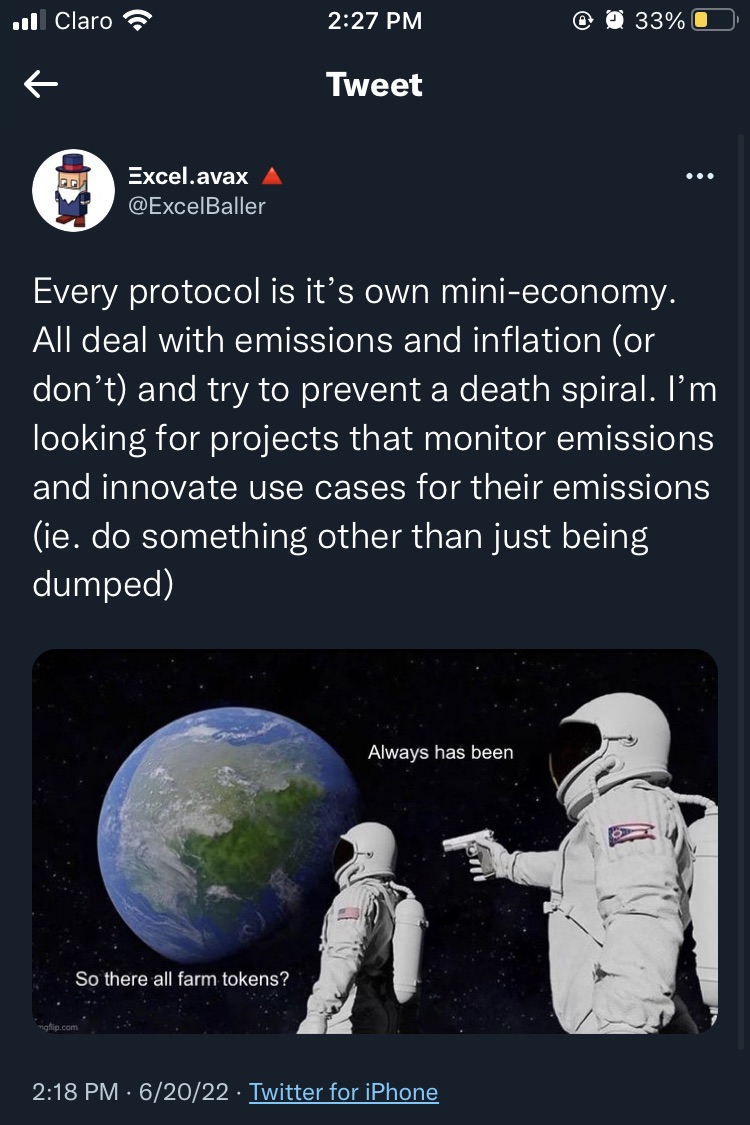 Claro 2:27 PM 33%
Tweet
Ξxcel.avax 🔺
@ExcelBaller
Every protocol is it’s own mini-economy.
All deal with emissions and inflation (or
don’t) and try to prevent a death spiral. I’m
looking for projects that monitor emissions
and innovate use cases for their emissions
(ie. do something other than just being
dumped)
Always has been
So there all farm tokens?
imgflip.com
2:18 PM · 6/20/22 · Twitter for iPhone